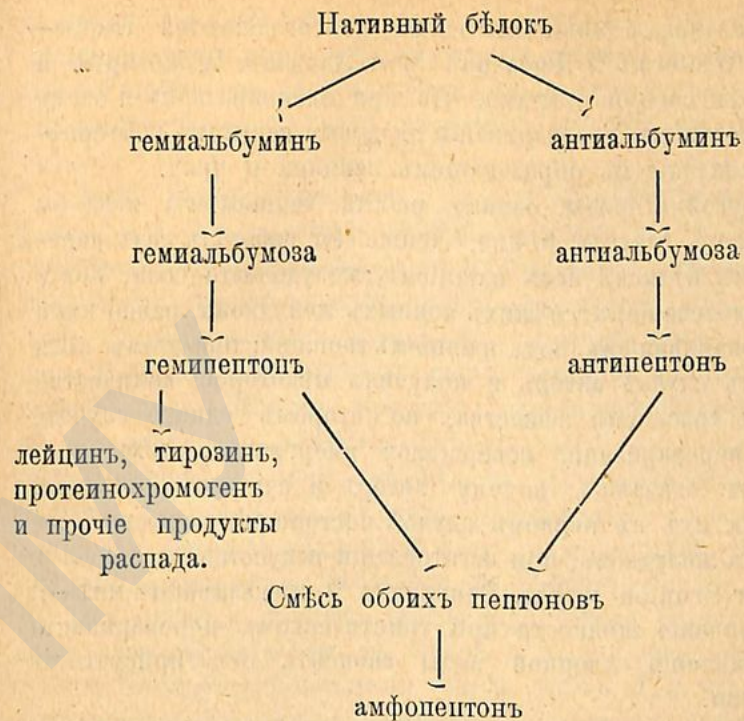 Нативный бѣлокъ
гемиальбуминъ антиальбуминъ
гемиальбумоза антиальбумоза
гемипептонъ антипептонъ
лейцинъ, тирозинъ,
протеинохромогенъ
и прочіе продукты
распада.
Смѣсь обоихъ пептоновъ
амфопептонъ